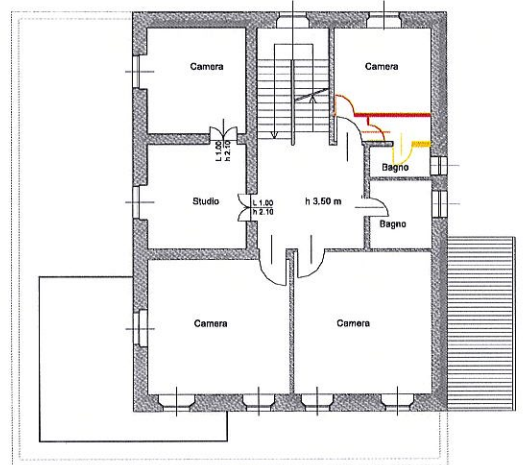 Camera
Camera
L 1.00
h 2.10
Bagno
Studio
L 1.00
h 2.10
h 3.50 m
Bagno
Camera
Camera